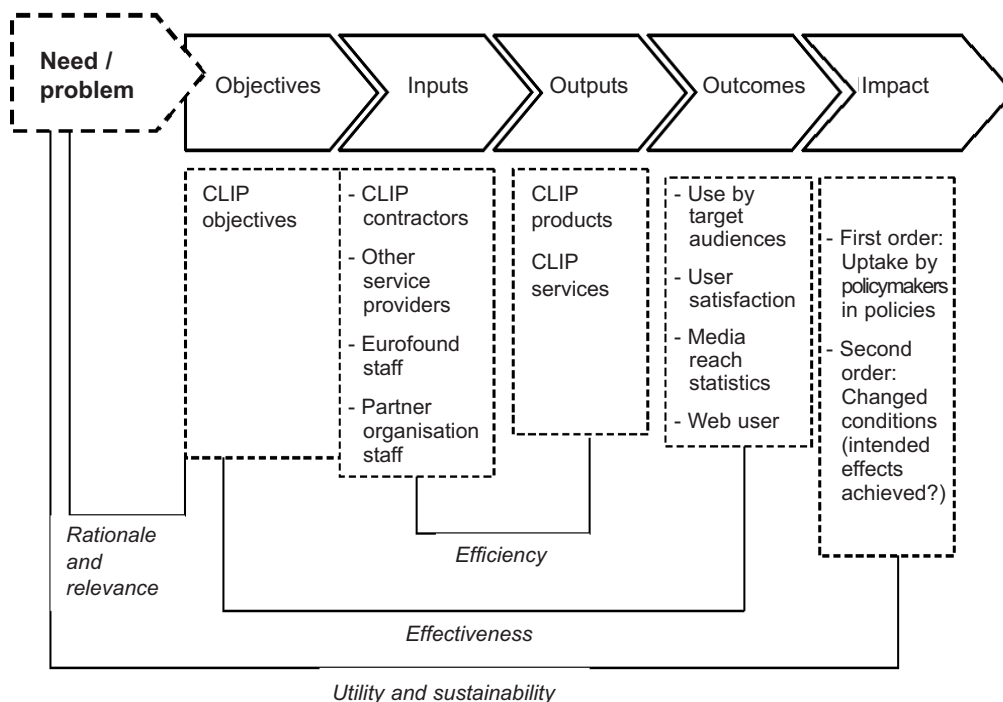 Need /
problem
Objectives
Inputs
Outputs
Outcomes
Impact
CLIP
objectives
- CLIP
contractors
- Other
service
providers
- Eurofound
staff
- Partner
organisation
staff
CLIP
products
CLIP
services
- Use by
target
audiences
- User
satisfaction
- Media
reach
statistics
- Web user
- First order:
Uptake by
policymakers
in policies
- Second
order:
Changed
conditions
(intended
effects
achieved?)
Rationale
and
relevance
Efficiency
Effectiveness
Utility and sustainability